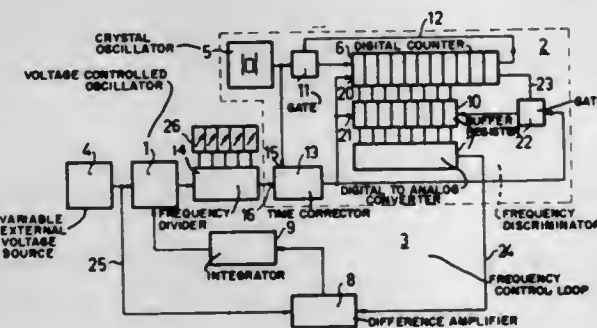 12
CRYSTAL
OSCILLATOR
5
6
DIGITAL COUNTER
2
VOLTAGE CONTROLLED
OSCILLATOR
11
GATE
20
23
GATE
26
10
BUFFER
REGISTER
21
22
4
1
14
15
13
7
DIGITAL TO ANALOG
CONVERTER
VARIABLE
EXTERNAL
VOLTAGE
SOURCE
FREQUENCY
DIVIDER
16
TIME CORRECTOR
FREQUENCY
DISCRIMINATOR
9
INTEGRATOR
3
24
25
FREQUENCY
CONTROL LOOP
8
DIFFERENCE AMPLIFIER